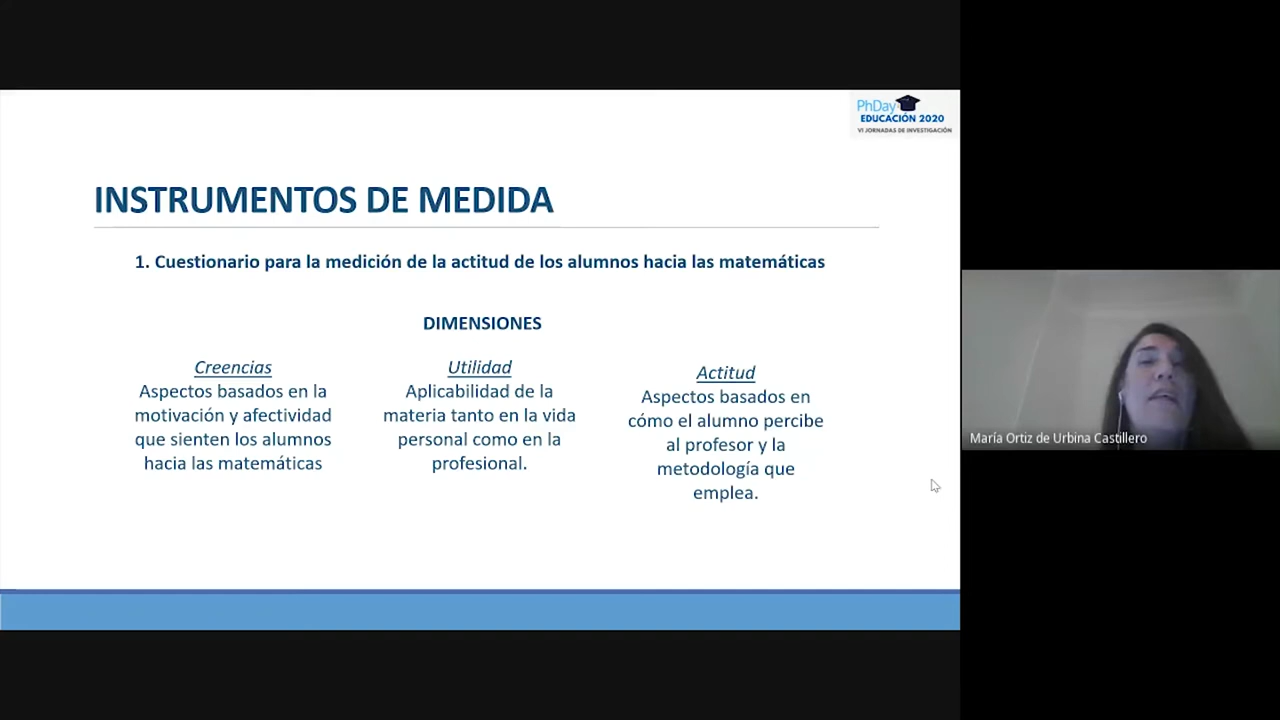 PhDay
EDUCACIÓN 2020
VI JORNADAS DE INVESTIGACIÓN
INSTRUMENTOS DE MEDIDA
1. Cuestionario para la medición de la actitud de los alumnos hacia las matemáticas
DIMENSIONES
Creencias
Aspectos basados en la
motivación y afectividad
que sienten los alumnos
hacia las matemáticas
Utilidad
Aplicabilidad de la
materia tanto en la vida
personal como en la
profesional.
Actitud
Aspectos basados en
cómo el alumno percibe
al profesor y la
metodología que
emplea.
María Ortiz de Urbina Castillero